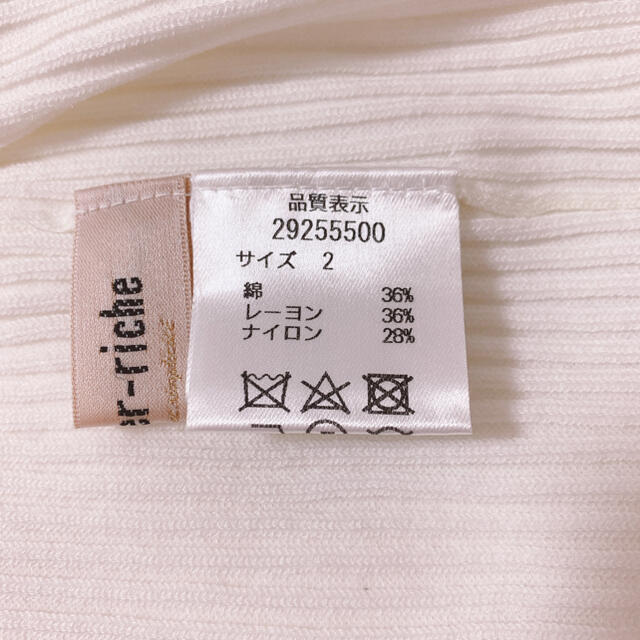 品質表示
29255500
サイズ 2
綿 36%
レーヨン 36%
ナイロン 28%
er-riche